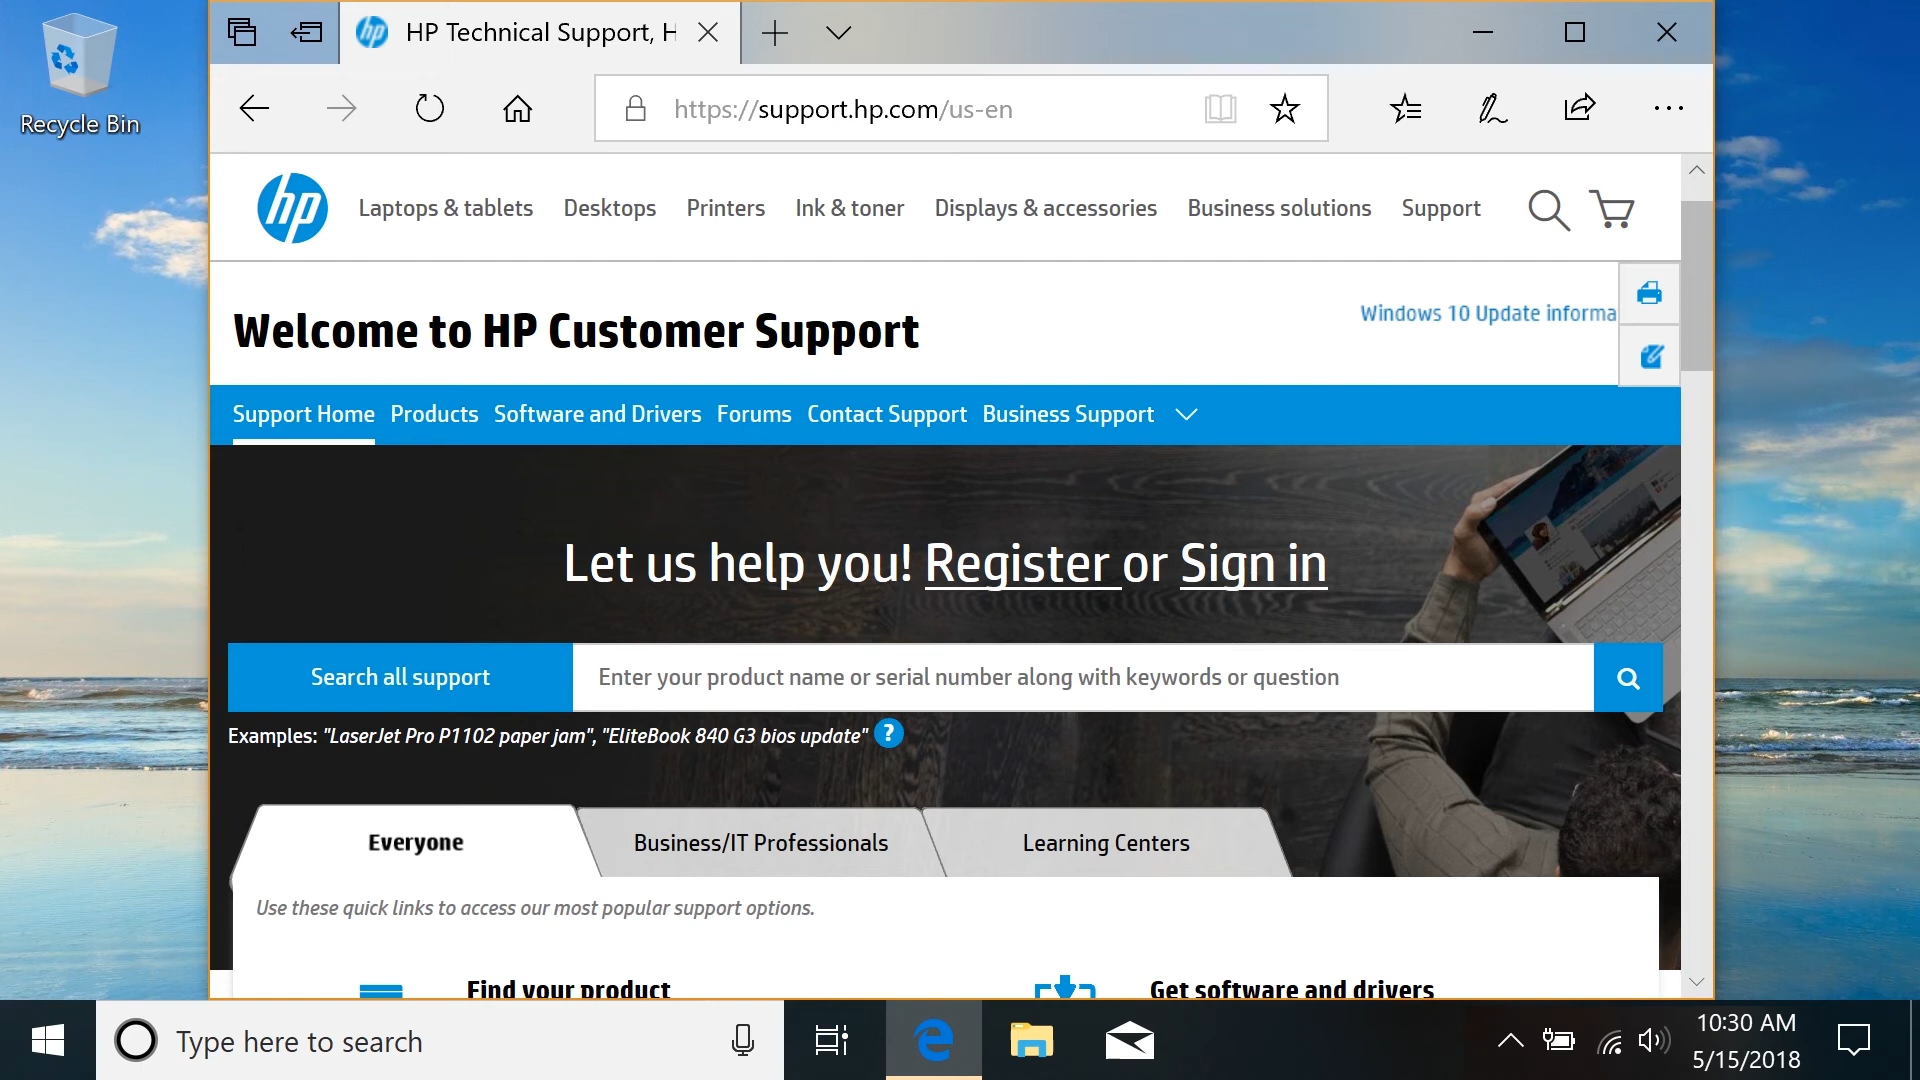 HP Technical Support, H
Recycle Bin
https://support.hp.com/us-en
hp
Laptops & tablets
Desktops
Printers
Ink & toner
Displays & accessories
Business solutions
Support
Welcome to HP Customer Support
Windows 10 Update informa
Support Home
Products
Software and Drivers
Forums
Contact Support
Business Support
Let us help you! Register or Sign in
Search all support
Enter your product name or serial number along with keywords or question
Examples: "LaserJet Pro P1102 paper jam", "EliteBook 840 G3 bios update" ?
Everyone
Business/IT Professionals
Learning Centers
Use these quick links to access our most popular support options.
Find your product
Get software and drivers
Type here to search
10:30 AM
5/15/2018